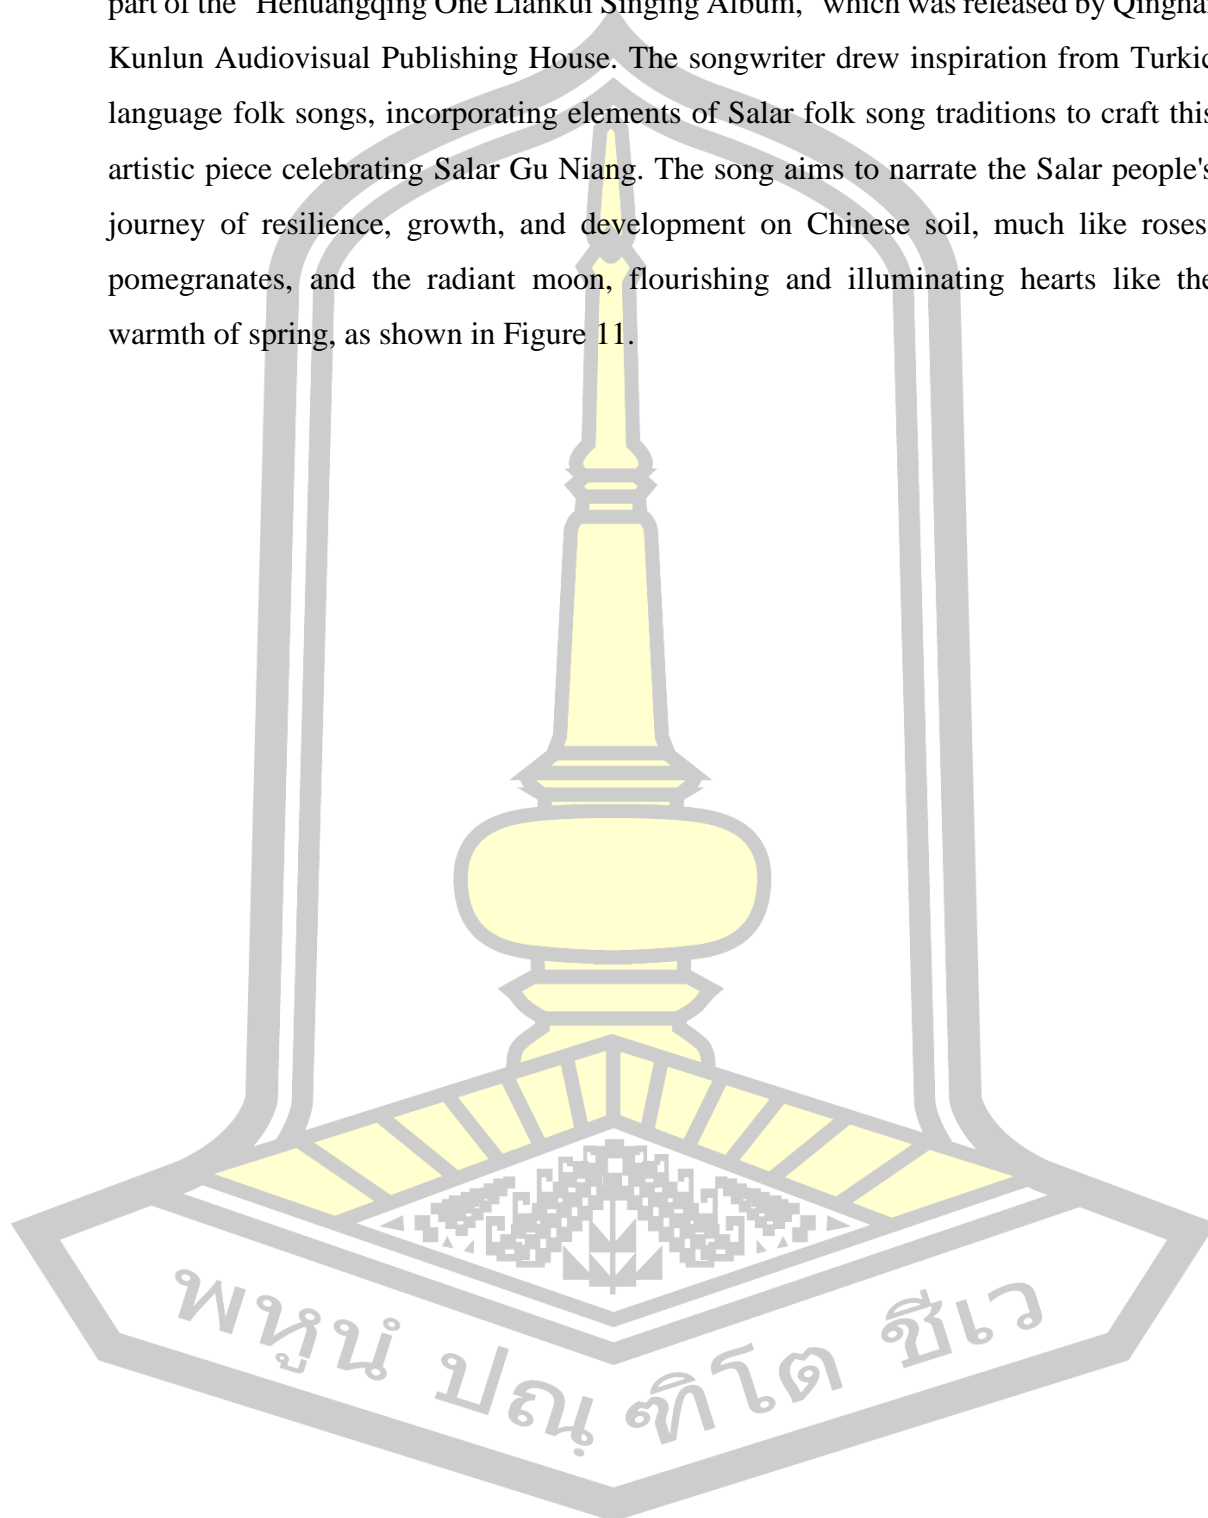 part of the "Hehuangqing One Liankui Singing Album," which was released by Qinghai
Kunlun Audiovisual Publishing House. The songwriter drew inspiration from Turkic
language folk songs, incorporating elements of Salar folk song traditions to craft this
artistic piece celebrating Salar Gu Niang. The song aims to narrate the Salar people's
journey of resilience, growth, and development on Chinese soil, much like roses
pomegranates, and the radiant moon, flourishing and illuminating hearts like the
warmth of spring, as shown in Figure 11.
พหูนํ ปณฺฑิโต ชีเว